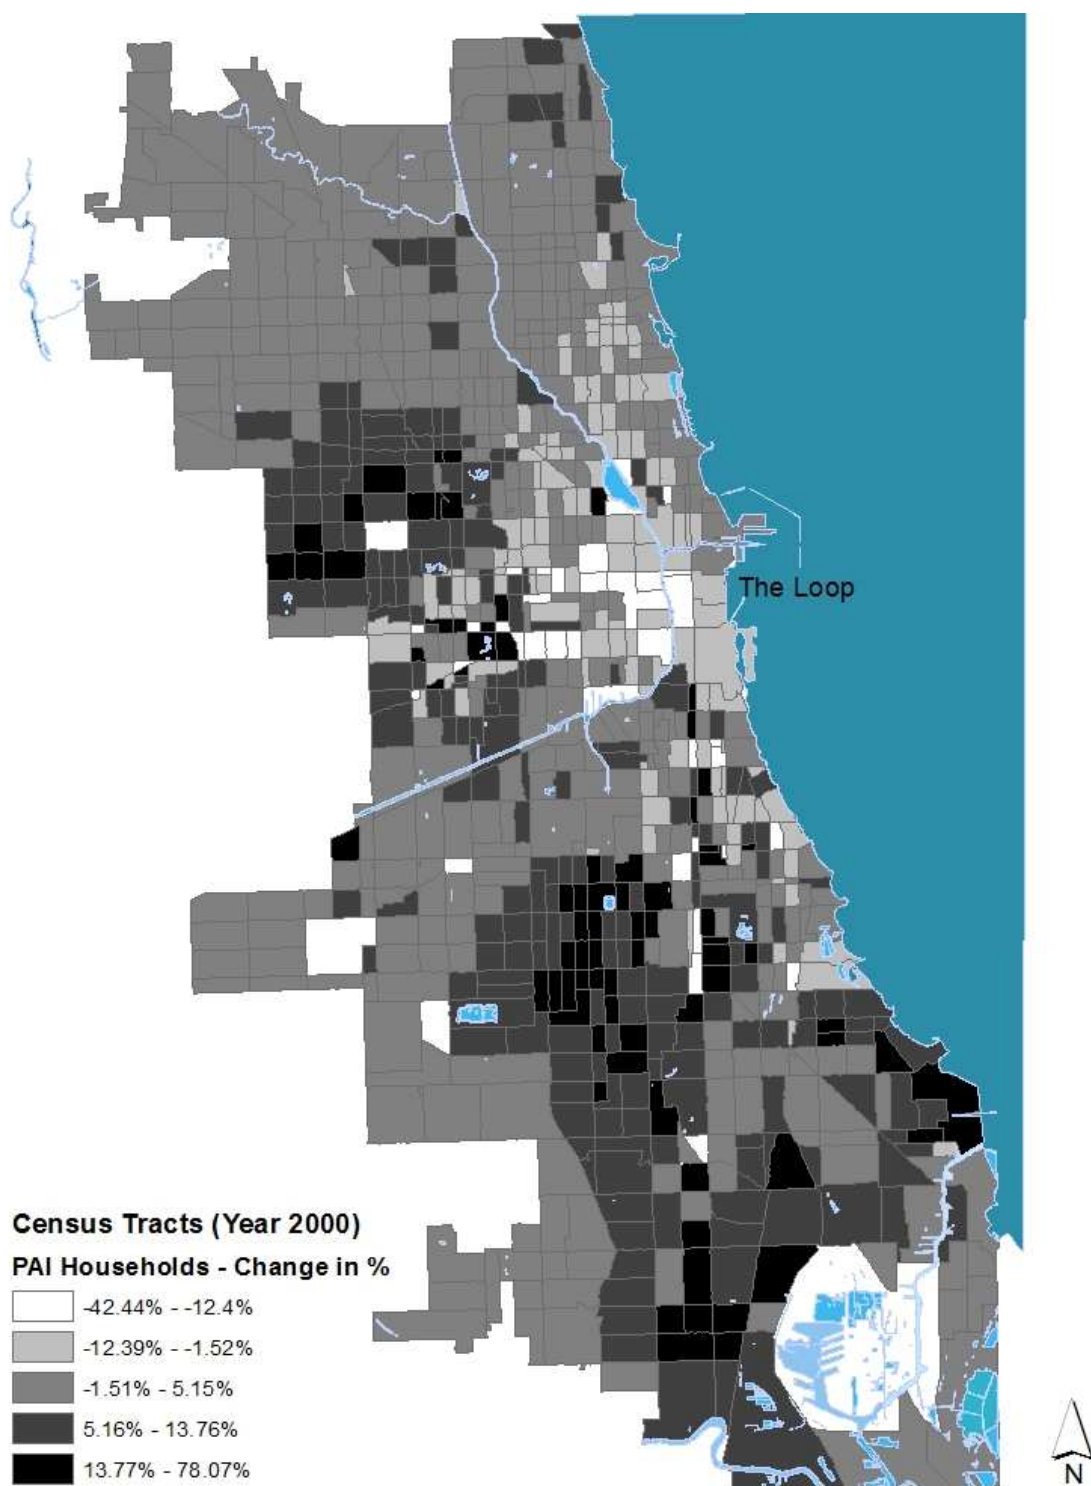 The Loop
Census Tracts (Year 2000)
PAI Households - Change in %
-42.44% - -12.4%
-12.39% - -1.52%
-1.51% - 5.15%
5.16% - 13.76%
13.77% - 78.07%
N